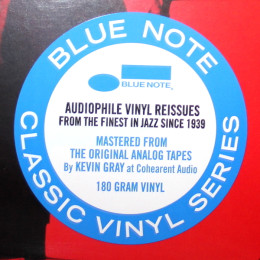 BLUE NOTE
BLUE NOTE
AUDIOPHILE VINYL REISSUES
FROM THE FINEST IN JAZZ SINCE 1939
MASTERED FROM
THE ORIGINAL ANALOG TAPES
By KEVIN GRAY at Cohearent Audio
180 GRAM VINYL
CLASSIC VINYL SERIES